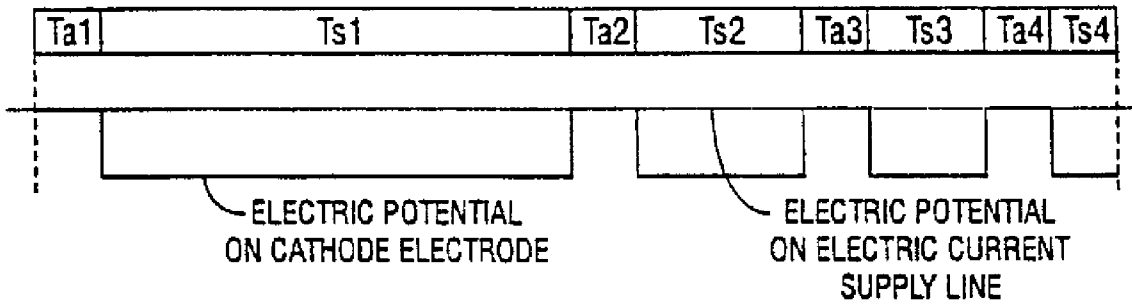 Ta1 Ts1 Ta2 Ts2 Ta3 Ts3 Ta4 Ts4
ELECTRIC POTENTIAL
ON CATHODE ELECTRODE
ELECTRIC POTENTIAL
ON ELECTRIC CURRENT
SUPPLY LINE